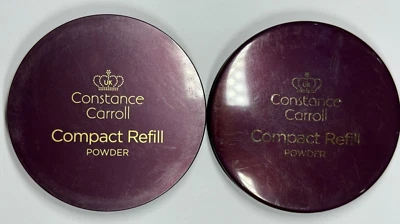 UK
Constance
Carroll
Compact Refill
POWDER
UK
Constance
Carroll
Compact Refill
POWDER